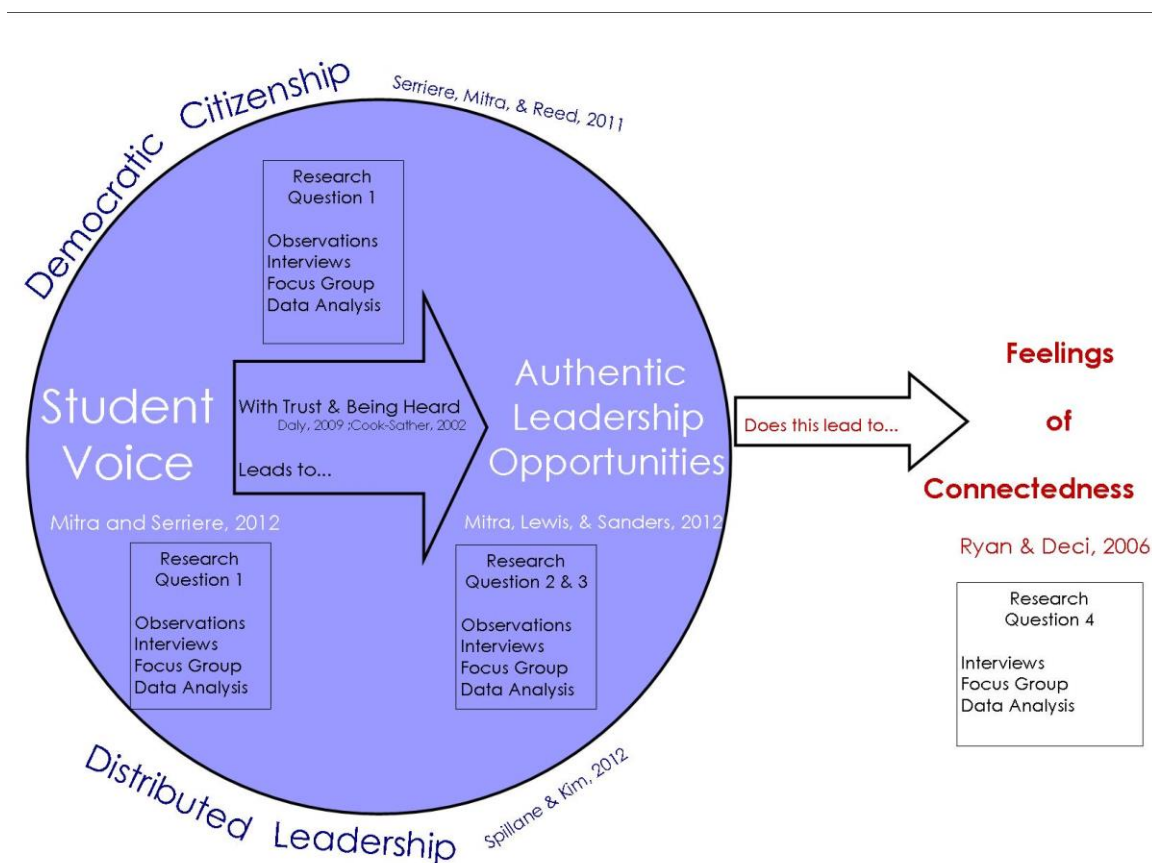 Democratic Citizenship
Serriere, Mitra, & Reed, 2011
Research
Question 1
Observations
Interviews
Focus Group
Data Analysis
Student
Voice
Mitra and Serriere, 2012
With Trust & Being Heard
Daly, 2009 ;Cook-Sather, 2002
Leads to...
Authentic
Leadership
Opportunities
Mitra, Lewis, & Sanders, 2012
Research
Question 1
Observations
Interviews
Focus Group
Data Analysis
Research
Question 2 & 3
Observations
Interviews
Focus Group
Data Analysis
Distributed Leadership
Spillane & Kim, 2012
Does this lead to...
Feelings
of
Connectedness
Ryan & Deci, 2006
Research
Question 4
Interviews
Focus Group
Data Analysis